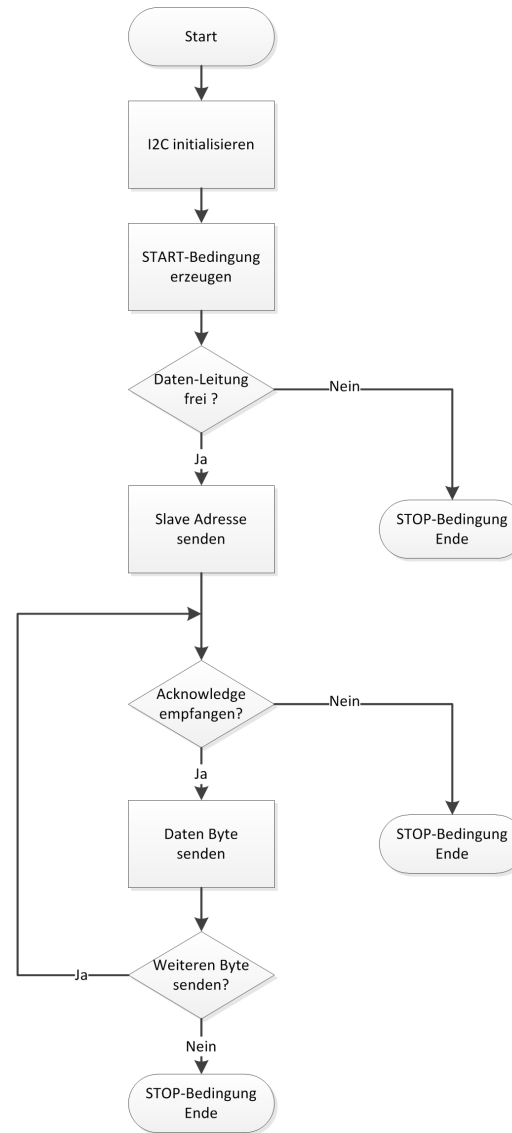 Start
I2C initialisieren
START-Bedingung
erzeugen
Daten-Leitung
frei ?
Nein
Ja
Slave Adresse
senden
STOP-Bedingung
Ende
Acknowledge
empfangen?
Nein
Ja
Daten Byte
senden
STOP-Bedingung
Ende
Weiteren Byte
senden?
Ja
Nein
STOP-Bedingung
Ende